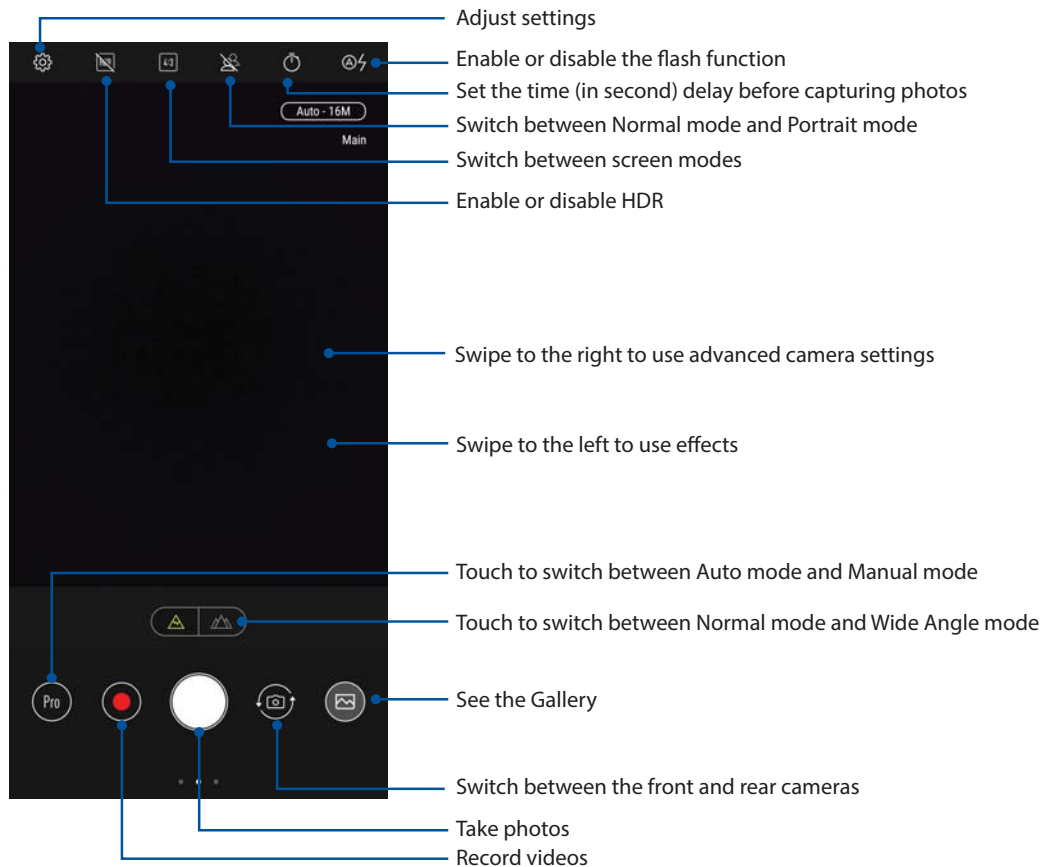 Adjust settings
Enable or disable the flash function
Set the time (in second) delay before capturing photos
Switch between Normal mode and Portrait mode
Switch between screen modes
Enable or disable HDR
HDR
4:3
A
Auto - 16M
Main
Swipe to the right to use advanced camera settings
Swipe to the left to use effects
Touch to switch between Auto mode and Manual mode
Touch to switch between Normal mode and Wide Angle mode
Pro
See the Gallery
Switch between the front and rear cameras
Take photos
Record videos